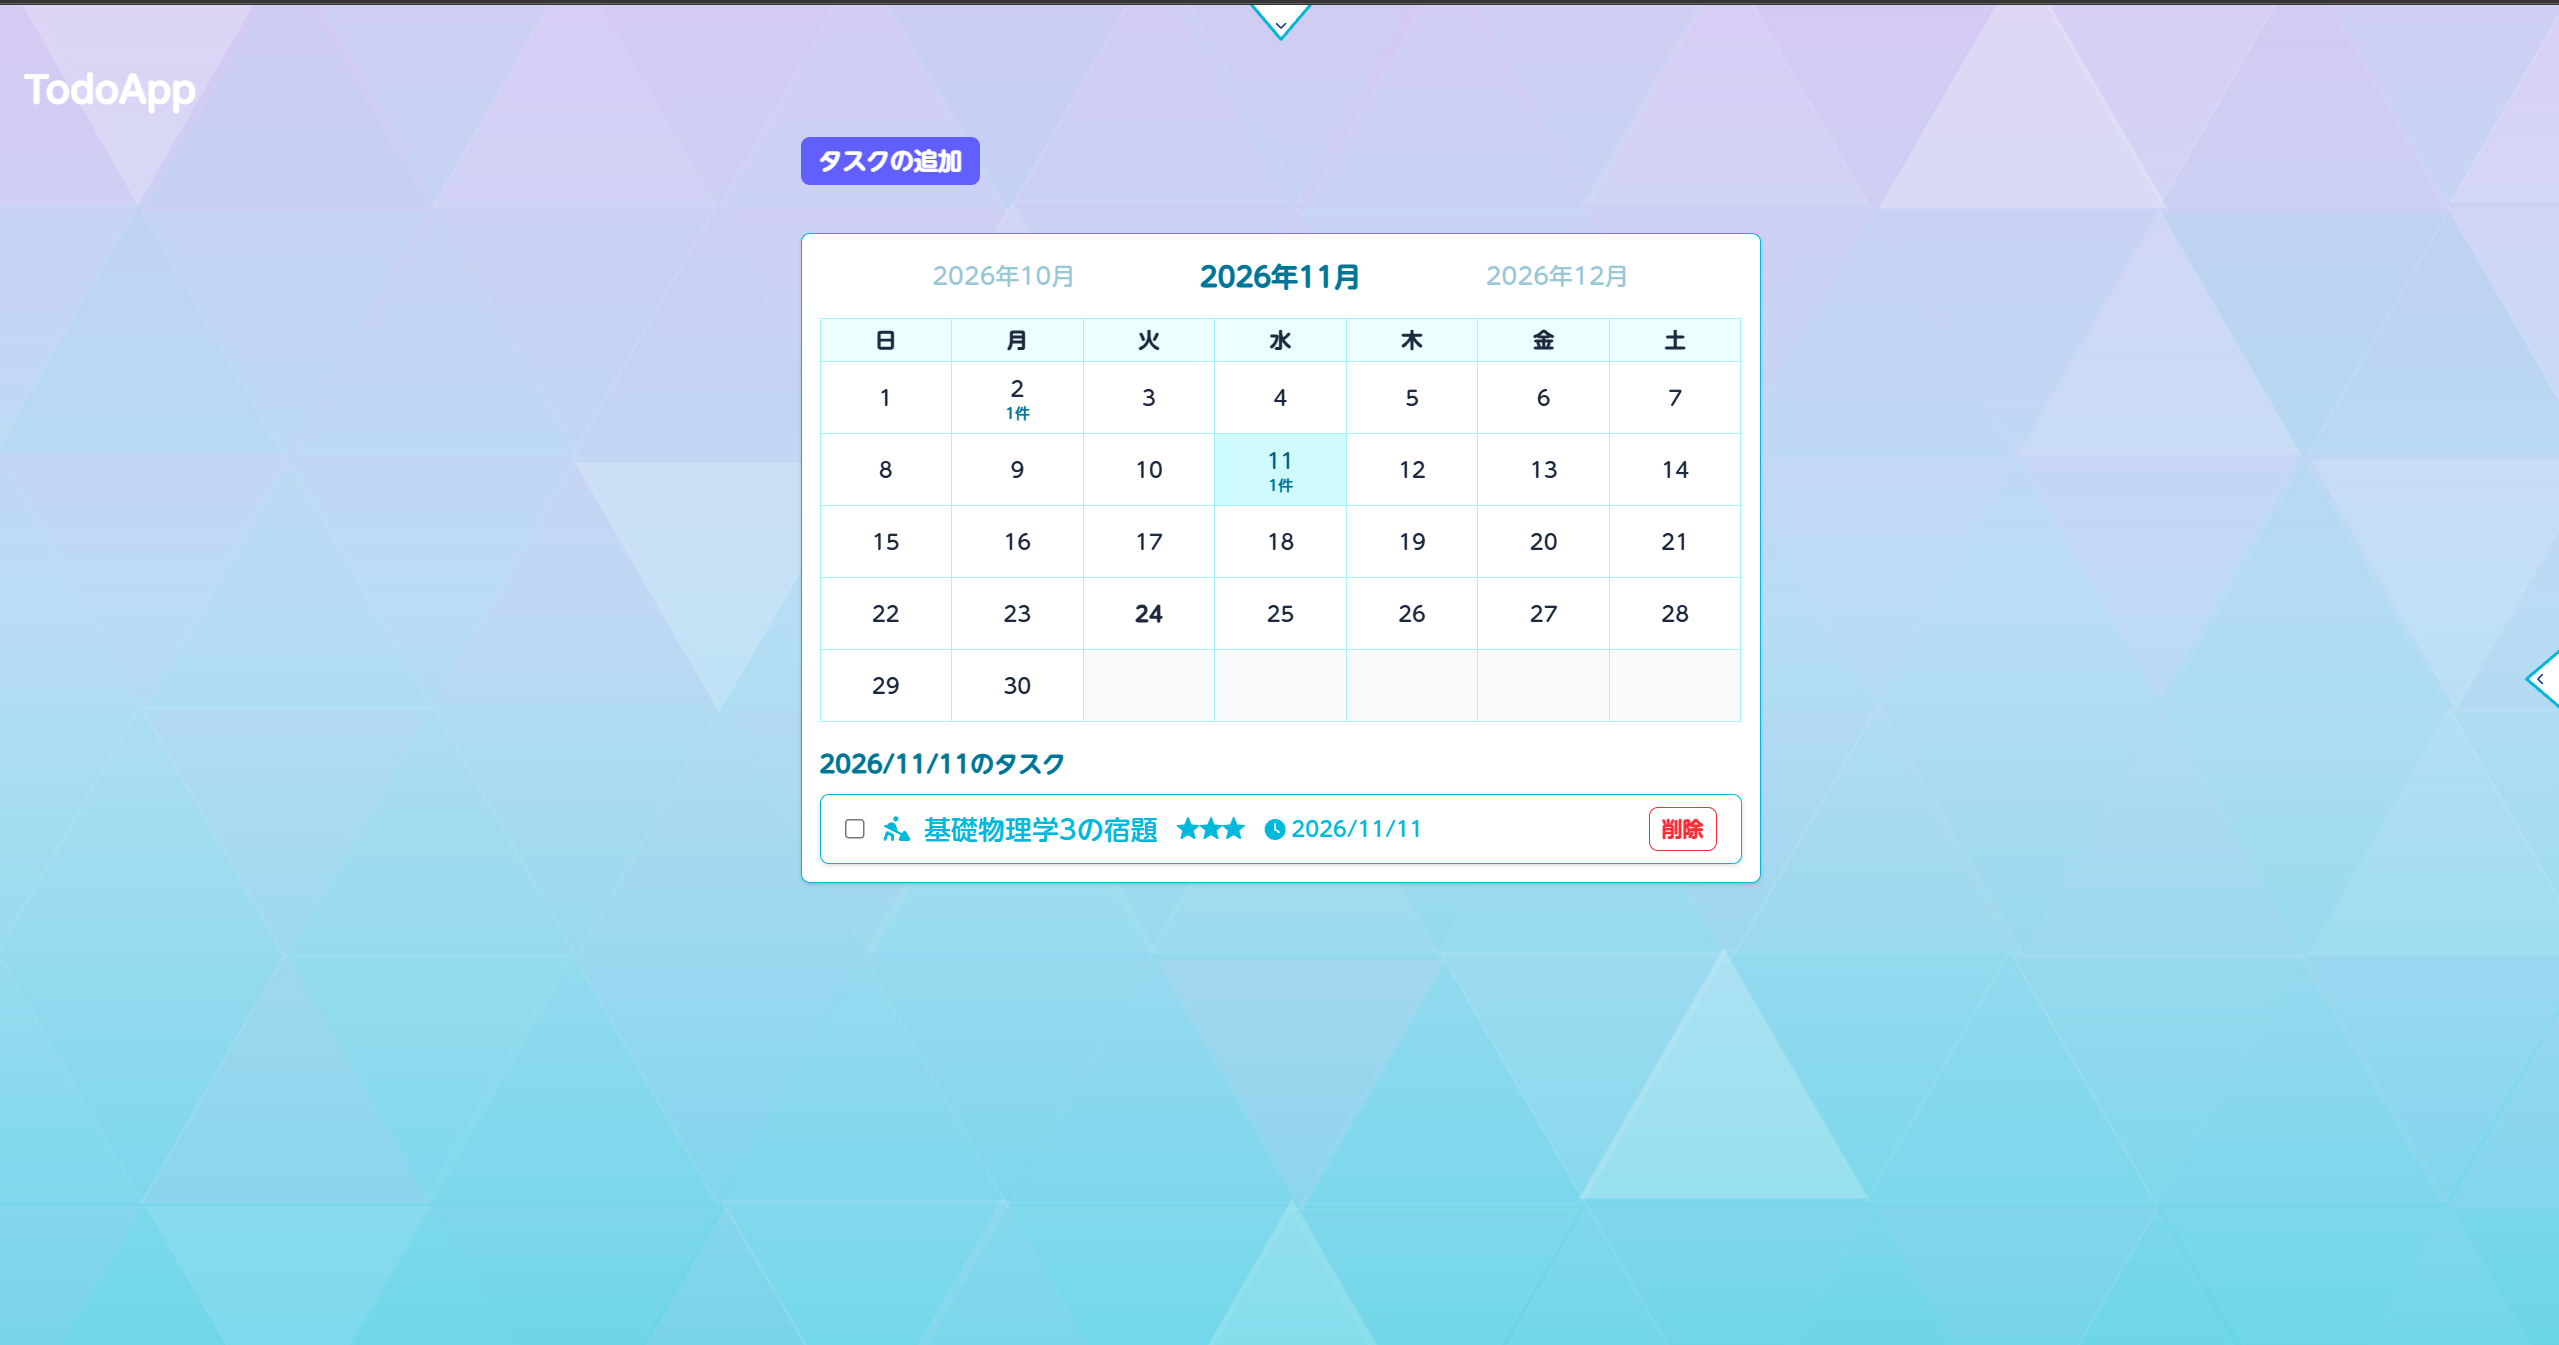 TodoApp
タスクの追加
2026年10月 2026年11月 2026年12月
日 月 火 水 木 金 土
1 2 3 4 5 6 7
1件
8 9 10 11 12 13 14
1件
15 16 17 18 19 20 21
22 23 24 25 26 27 28
29 30
2026/11/11のタスク
基礎物理学3の宿題 ★★★ 2026/11/11 削除